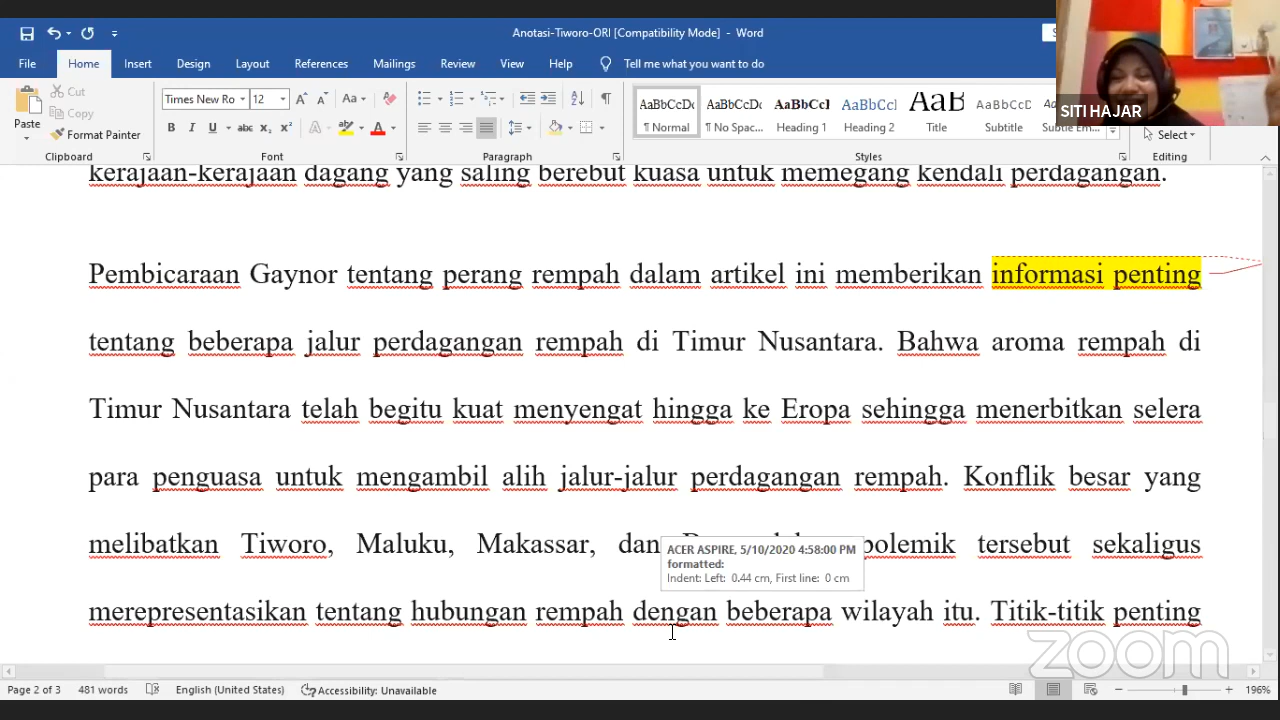 Anotasi-Tiworo-ORI [Compatibility Mode] - Word
File Home Insert Design Layout References Mailings Review View Help Tell me what you want to do
Paste
Cut
Copy
Format Painter
Times New Ro 12
B I U abc x₂ x²
AaBbCcDc AaBbCcDc AaBbCcI AaBbCcI AaB AaBbCcD
¶ Normal ¶ No Spac... Heading 1 Heading 2 Title Subtitle Subtle Em...
Select
Clipboard Font Paragraph Styles Editing
SITI HAJAR
kerajaan-kerajaan dagang yang saling berebut kuasa untuk memegang kendali perdagangan.
Pembicaraan Gaynor tentang perang rempah dalam artikel ini memberikan informasi penting
tentang beberapa jalur perdagangan rempah di Timur Nusantara. Bahwa aroma rempah di
Timur Nusantara telah begitu kuat menyengat hingga ke Eropa sehingga menerbitkan selera
para penguasa untuk mengambil alih jalur-jalur perdagangan rempah. Konflik besar yang
melibatkan Tiworo, Maluku, Makassar, dan polemik tersebut sekaligus
ACER ASPIRE, 5/10/2020 4:58:00 PM
formatted:
Indent: Left: 0.44 cm, First line: 0 cm
merepresentasikan tentang hubungan rempah dengan beberapa wilayah itu. Titik-titik penting
zoom
Page 2 of 3 481 words English (United States) Accessibility: Unavailable 196%